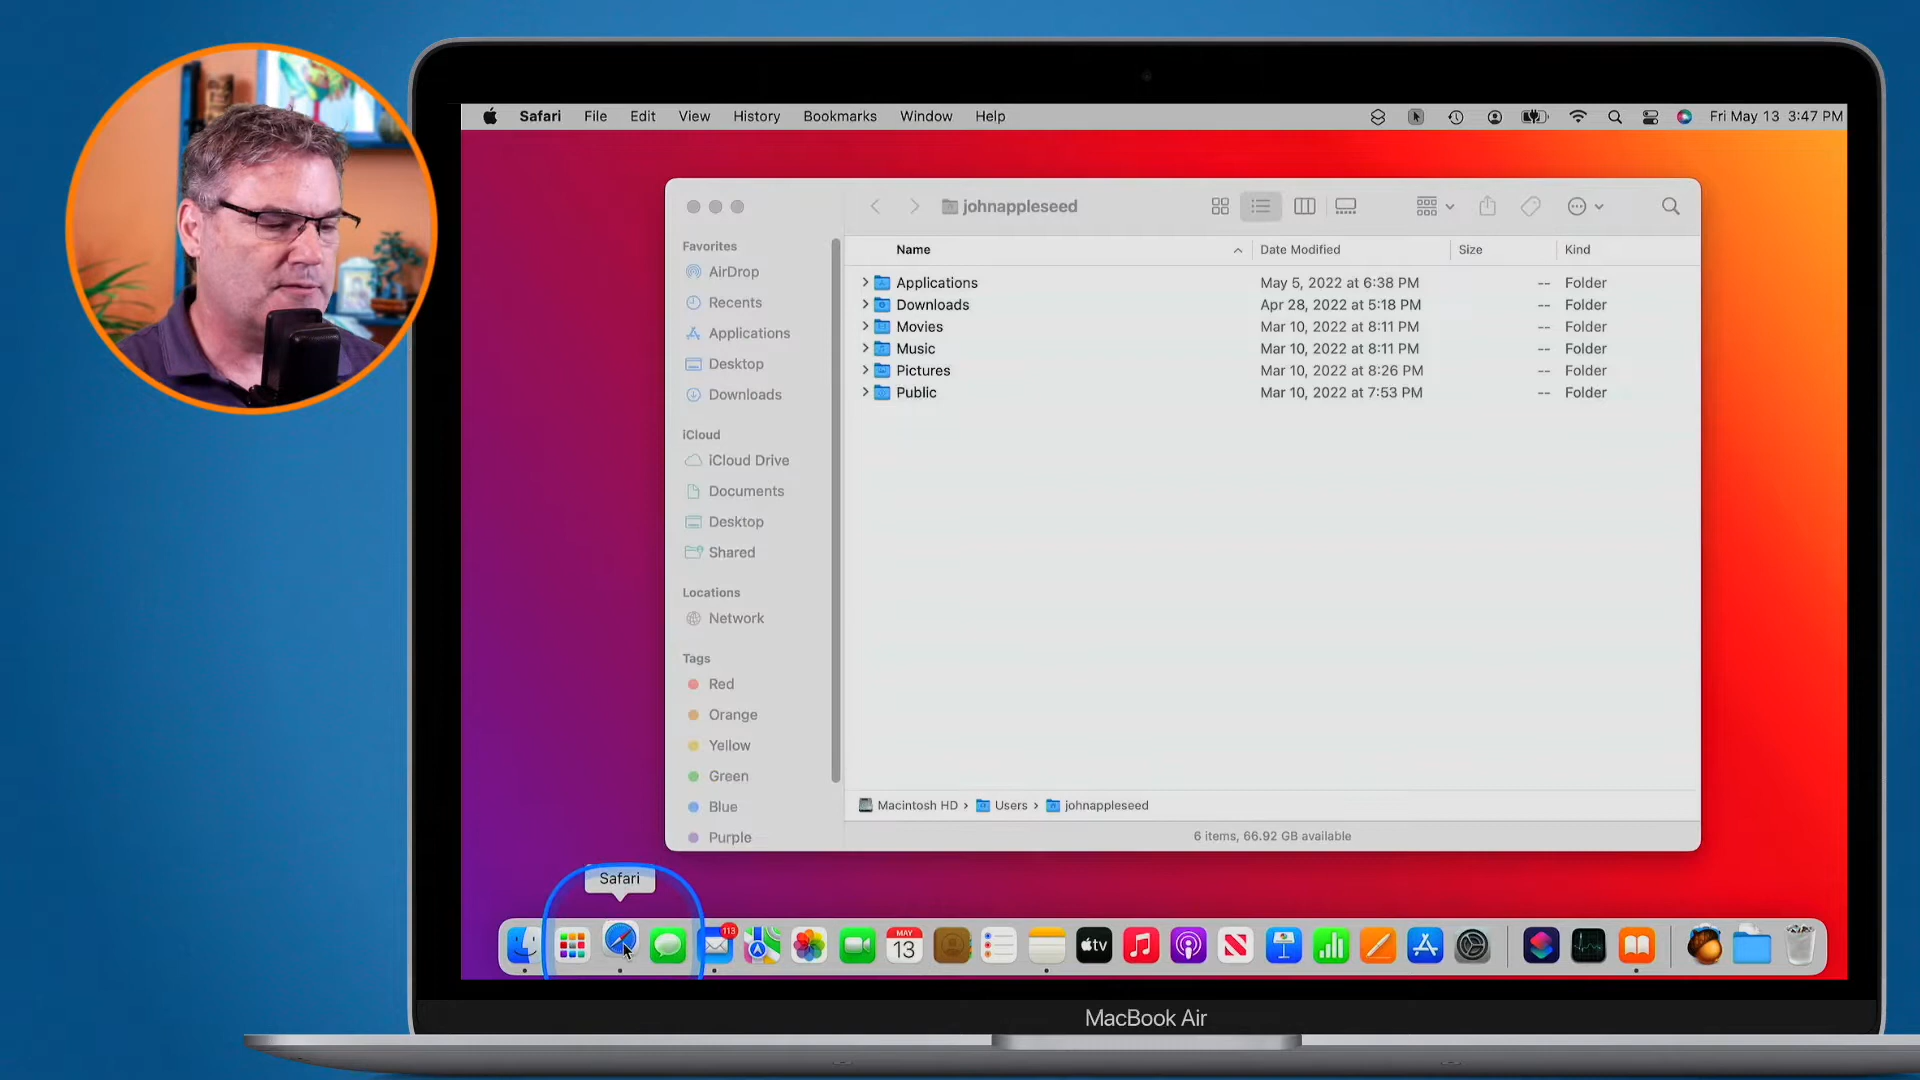 Safari File Edit View History Bookmarks Window Help Fri May 13 3:47 PM
johnappleseed
Name Date Modified Size Kind
Favorites
AirDrop
Recents
Applications
Desktop
Downloads
iCloud
iCloud Drive
Documents
Desktop
Shared
Locations
Network
Tags
Red
Orange
Yellow
Green
Blue
Purple
Applications May 5, 2022 at 6:38 PM -- Folder
Downloads Apr 28, 2022 at 5:18 PM -- Folder
Movies Mar 10, 2022 at 8:11 PM -- Folder
Music Mar 10, 2022 at 8:11 PM -- Folder
Pictures Mar 10, 2022 at 8:26 PM -- Folder
Public Mar 10, 2022 at 7:53 PM -- Folder
Macintosh HD › Users › johnappleseed
6 items, 66.92 GB available
Safari
113
MAY
13
tv
MacBook Air